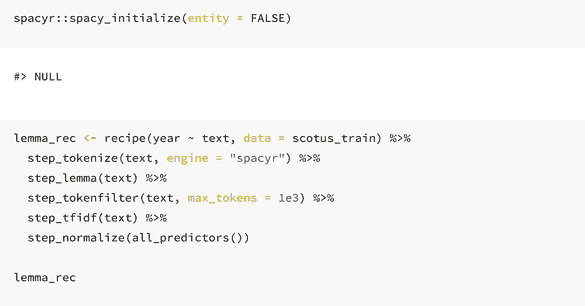 spacyr::spacy_initialize(entity = FALSE)
#> NULL
lemma_rec <- recipe(year ~ text, data = scotus_train) %>%
step_tokenize(text, engine = "spacyr") %>%
step_lemma(text) %>%
step_tokenfilter(text, max_tokens = 1e3) %>%
step_tfidf(text) %>%
step_normalize(all_predictors())
lemma_rec